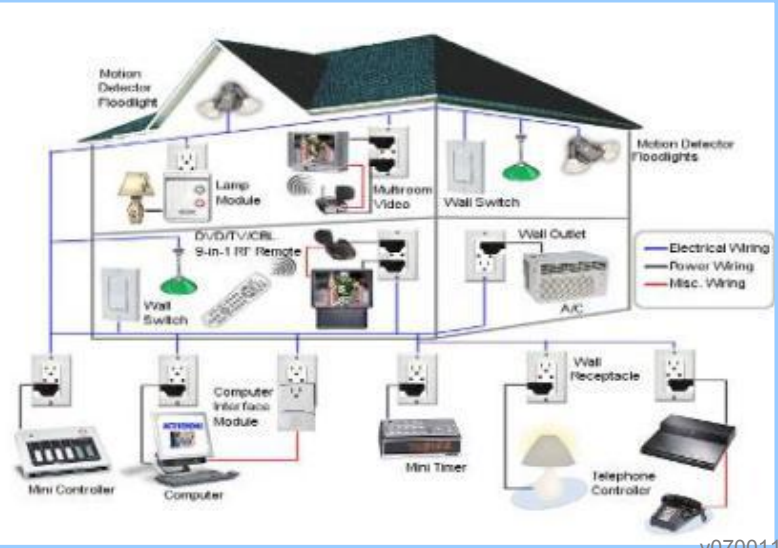 Motion
Detector
Floodlight
Motion Detector
Floodlights
Lamp
Module
Multiroom
Video
Wall Switch
DVD/TV/CBL
9-in-1 RF Remote
Wall Outlet
Wall
Switch
A/C
Electrical Wiring
Power Wiring
Misc. Wiring
Computer
Interface
Module
Wall
Receptacle
Mini Controller
Computer
Mini Timer
Telephone
Controller